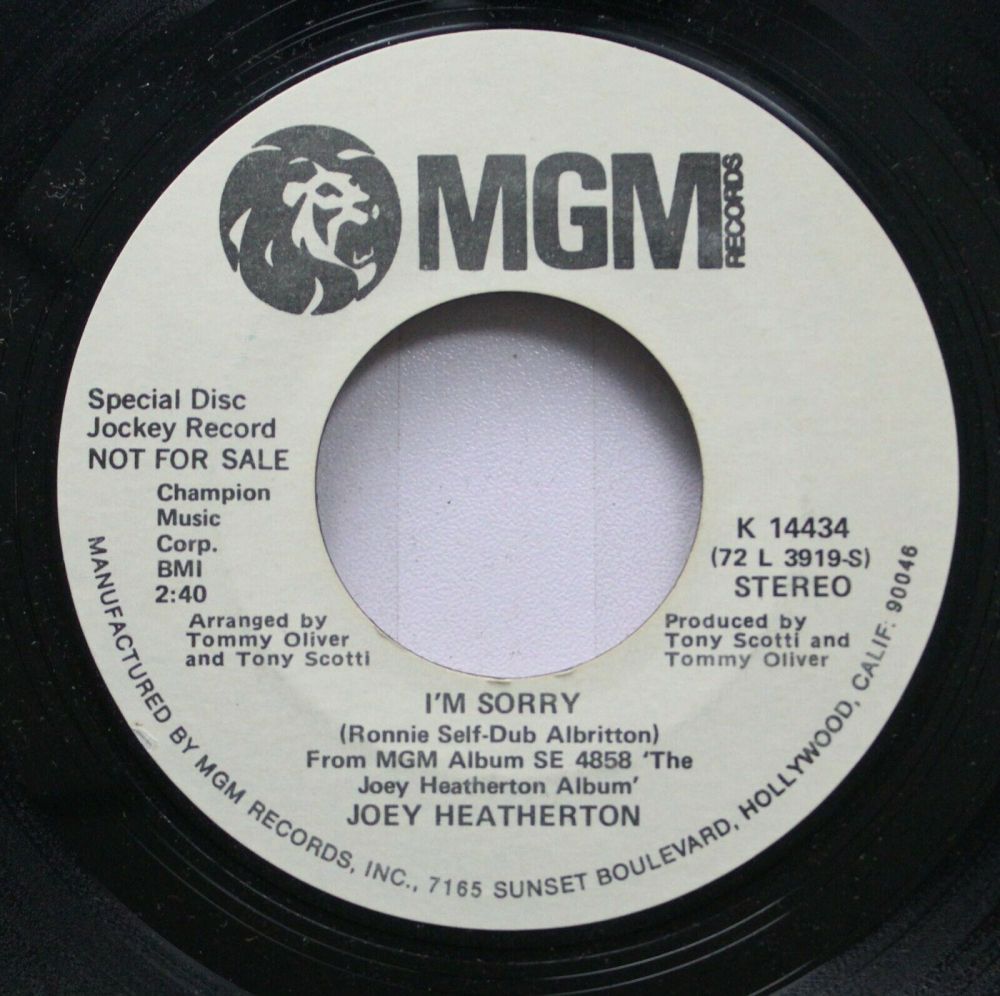 MGM RECORDS
Special Disc
Jockey Record
NOT FOR SALE
Champion
Music
Corp.
BMI
2:40
Arranged by
Tommy Oliver
and Tony Scotti
K 14434
(72 L 3919-S)
STEREO
Produced by
Tony Scotti and
Tommy Oliver
I'M SORRY
(Ronnie Self-Dub Albritton)
From MGM Album SE 4858 'The
Joey Heatherton Album'
JOEY HEATHERTON
MANUFACTURED BY MGM RECORDS, INC., 7165 SUNSET BOULEVARD, HOLLYWOOD, CALIF. 90046